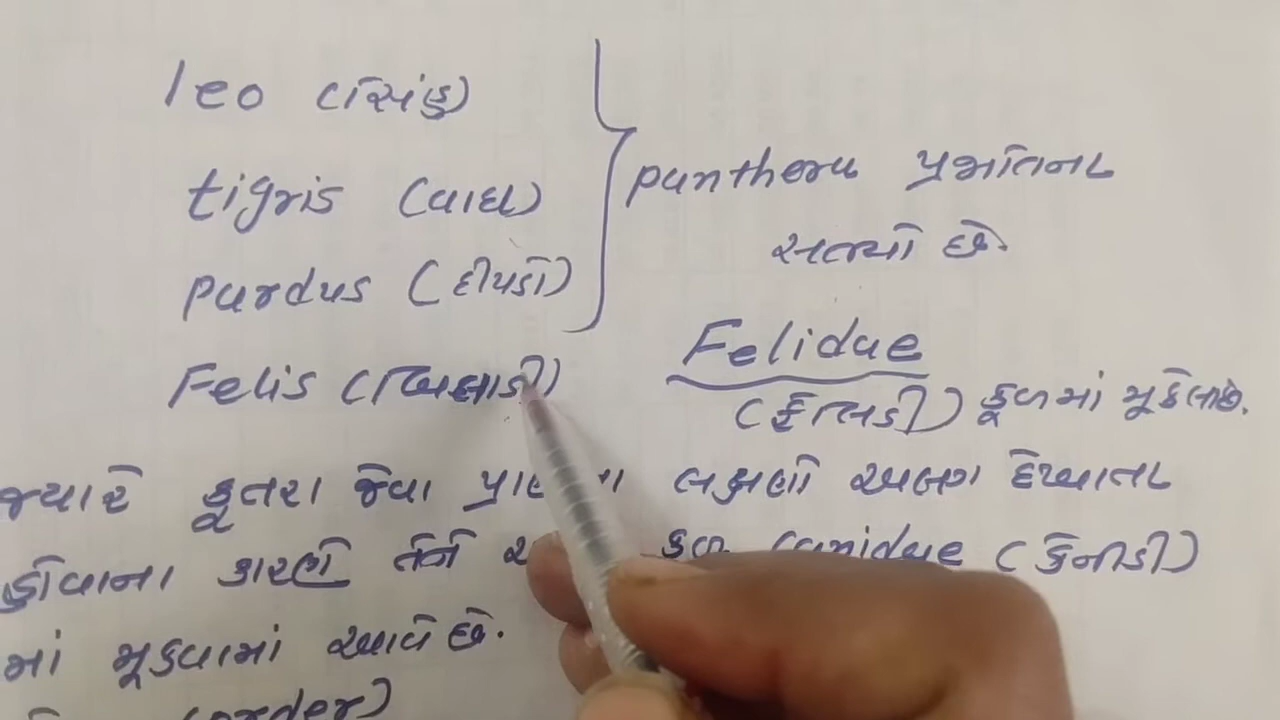 leo (સિંહ)
tigris (વાઘ)
panthera પ્રજાતિના
સભ્યો છે.
pardus (દીપડો)
Felidae
Felis (બિલાડી)
(ફેલિડી) કૂળમાં મૂકેલા છે.
જ્યારે કૂતરા જેવા લક્ષણો અલગ દેખાતા
હોવાના કારણે તેને કુળ canidae (કેનીડી)
માં મૂકવામાં આવે છે.
(order)